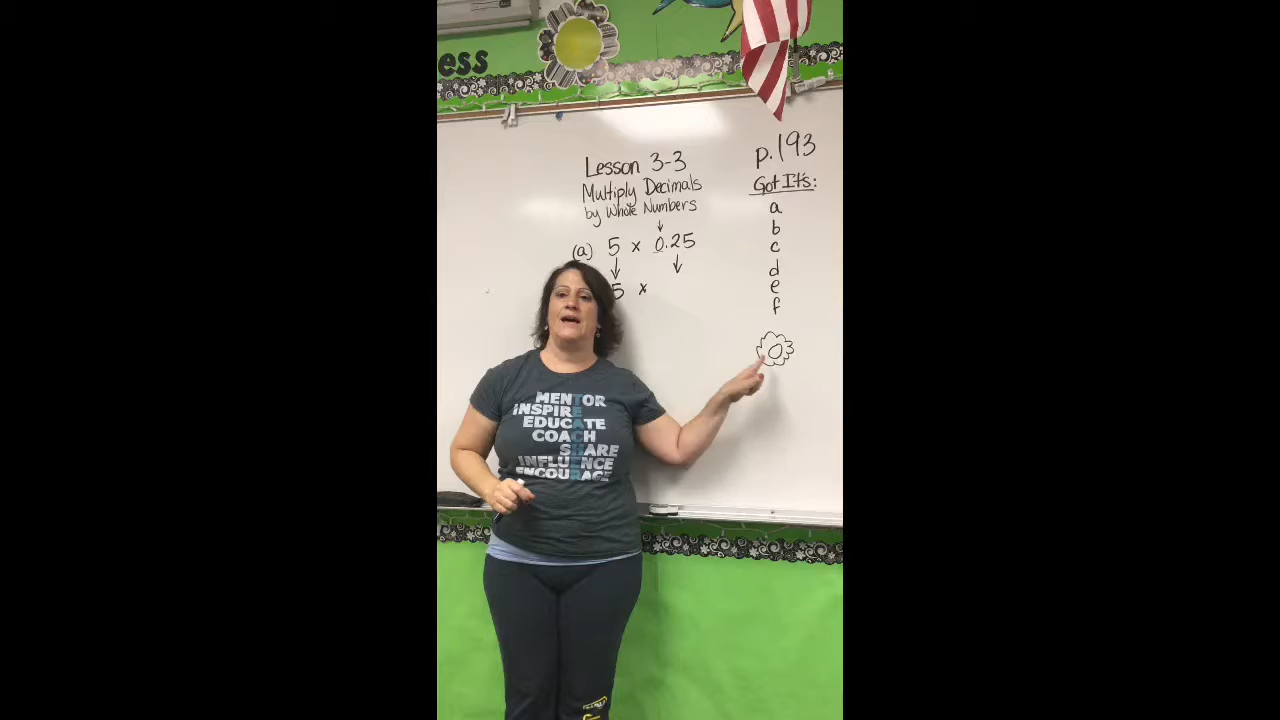 ess
Lesson 3-3
Multiply Decimals
by Whole Numbers
(a) 5 x 0.25
5 x
p. 193
Got It's:
a
b
c
d
e
f
MENTOR
INSPIRE
EDUCATE
COACH
SHARE
INFLUENCE
ENCOURAGE